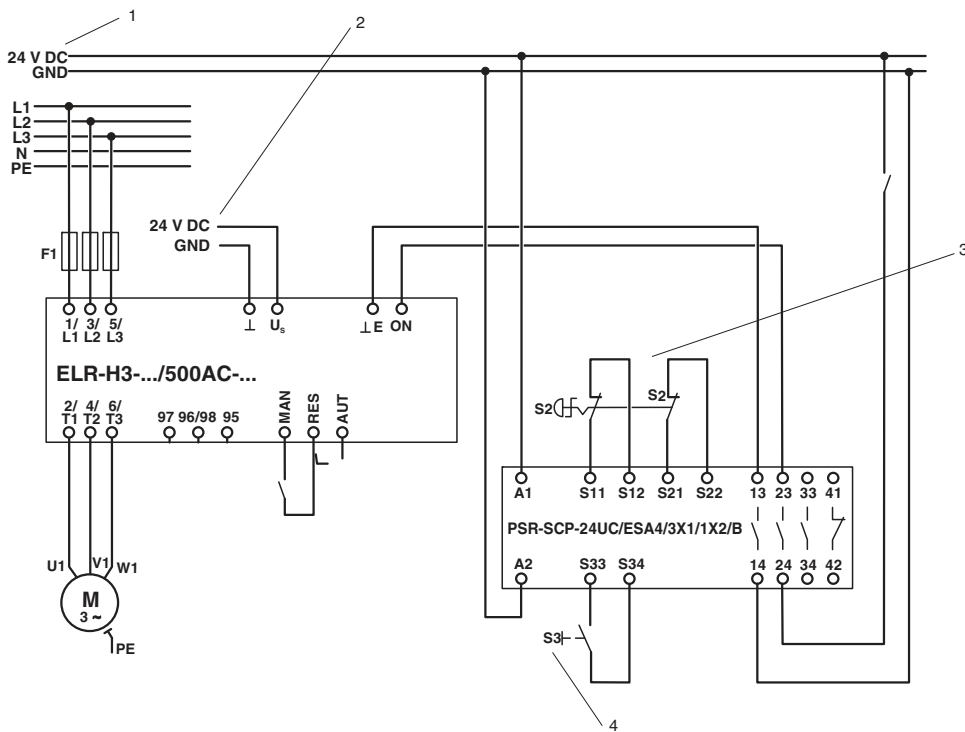 1
2
24 V DC
GND
L1
L2
L3
N
PE
24 V DC
GND
F1
3
1/
L1
3/
L2
5/
L3
⊥
Us
⊥E
ON
ELR-H3-.../500AC-...
2/
T1
4/
T2
6/
T3
97
96/98
95
MAN
RES
AUT
S2
S2
A1
S11
S12
S21
S22
13
23
33
41
PSR-SCP-24UC/ESA4/3X1/1X2/B
A2
S33
S34
14
24
34
42
U1
V1
W1
M
3 ~
PE
S3
4